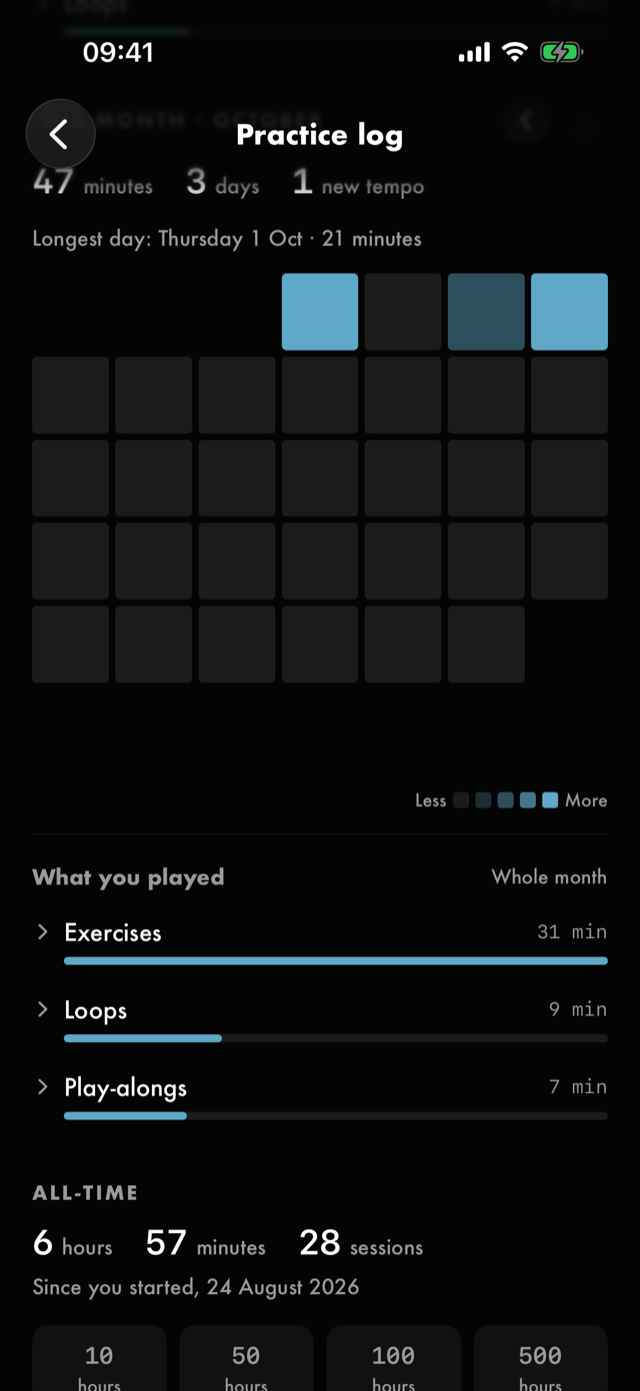 Loops
09:41
MONTH · OCTOBER
Practice log
47 minutes 3 days 1 new tempo
Longest day: Thursday 1 Oct · 21 minutes
Less More
What you played Whole month
Exercises 31 min
Loops 9 min
Play-alongs 7 min
ALL-TIME
6 hours 57 minutes 28 sessions
Since you started, 24 August 2026
10 50 100 500
hours hours hours hours